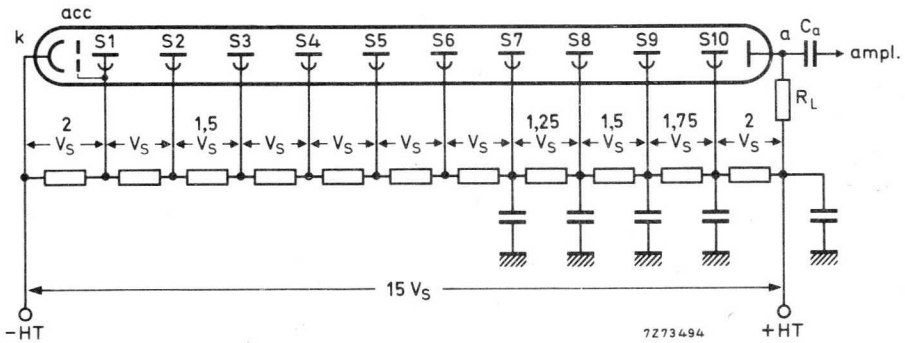 acc
k S1 S2 S3 S4 S5 S6 S7 S8 S9 S10 a Ca ampl.
RL
2 VS VS 1,5 VS VS VS VS VS 1,25 VS 1,5 VS 1,75 VS 2 VS
15 VS
-HT 7Z73494 +HT